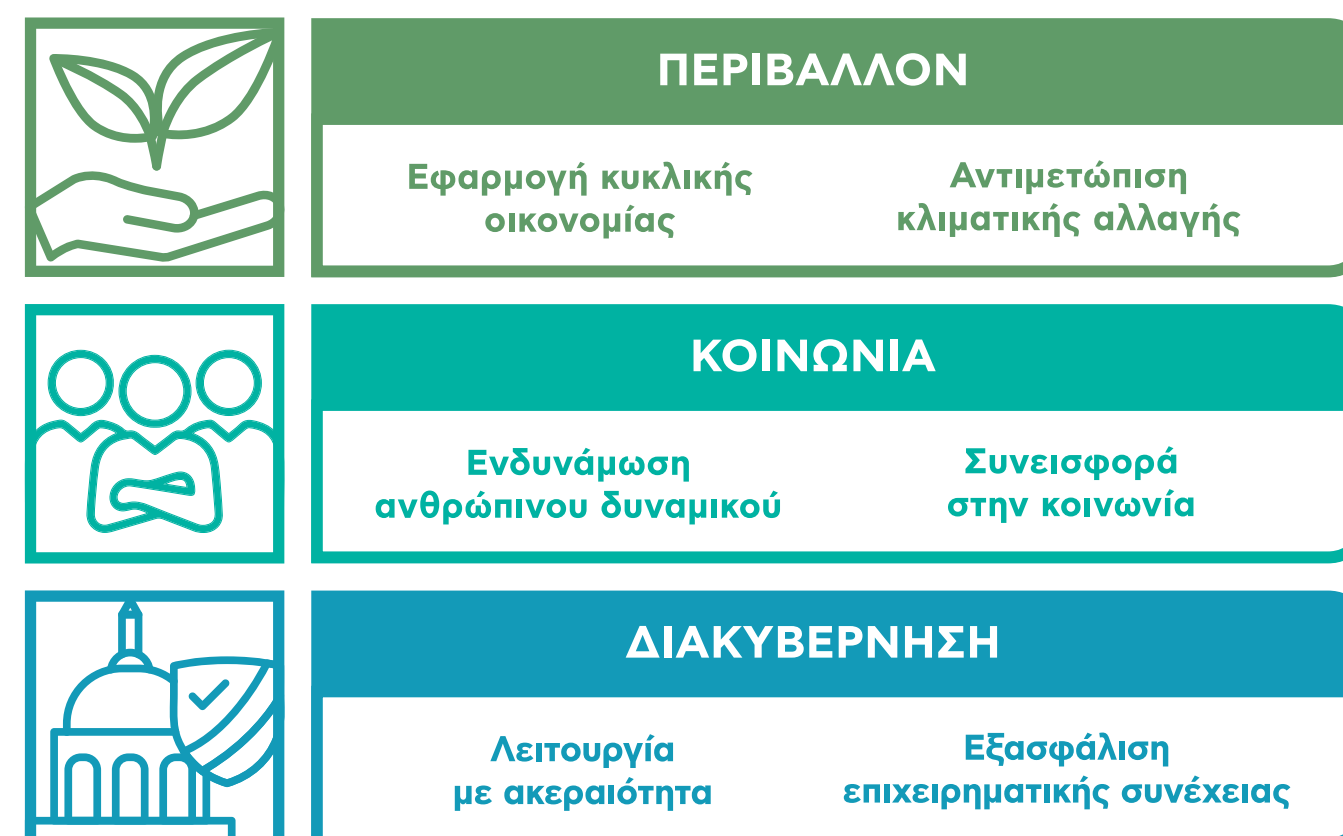 ΠΕΡΙΒΑΛΛΟΝ
Εφαρμογή κυκλικής
οικονομίας
Αντιμετώπιση
κλιματικής αλλαγής
ΚΟΙΝΩΝΙΑ
Ενδυνάμωση
ανθρώπινου δυναμικού
Συνεισφορά
στην κοινωνία
ΔΙΑΚΥΒΕΡΝΗΣΗ
Λειτουργία
με ακεραιότητα
Εξασφάλιση
επιχειρηματικής συνέχειας